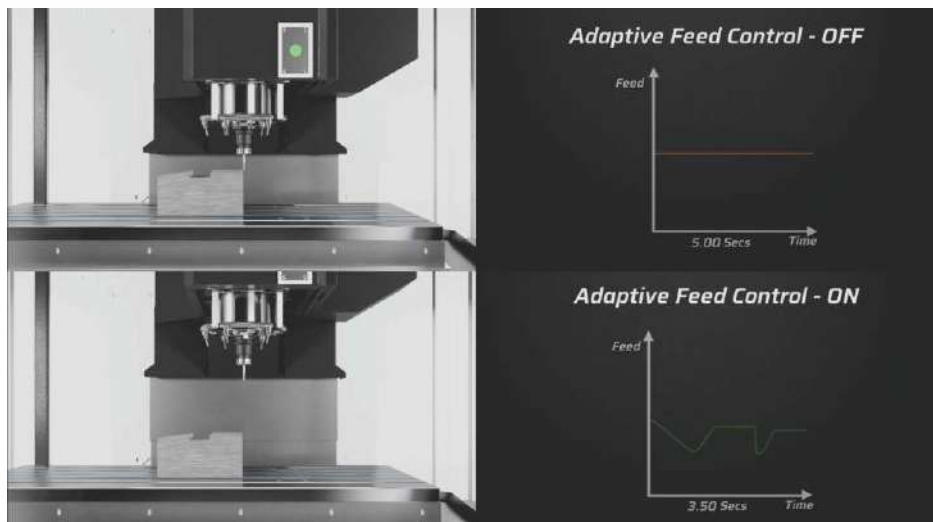 Adaptive Feed Control - OFF
Feed
5.00 Secs
Time
Adaptive Feed Control - ON
Feed
3.50 Secs
Time